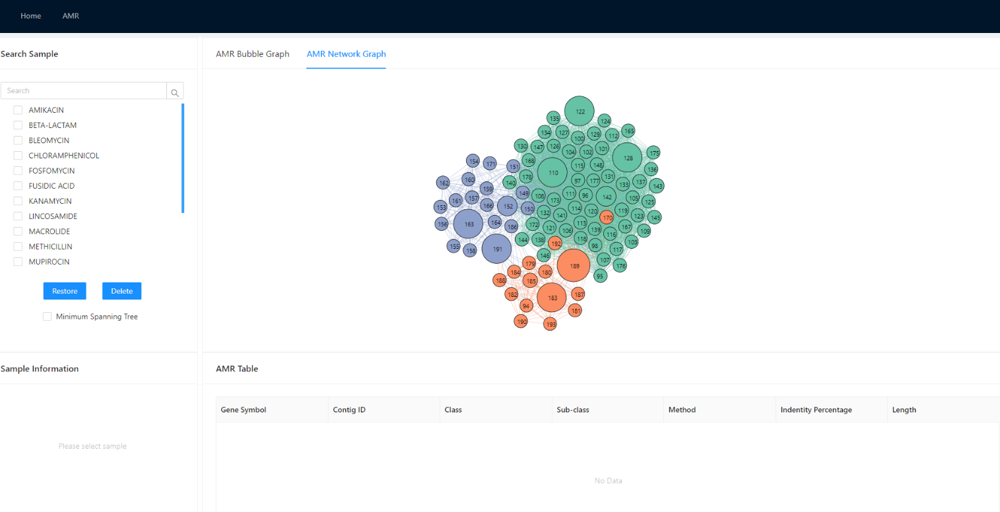 Home AMR
Search Sample
Search
AMIKACIN
BETA-LACTAM
BLEOMYCIN
CHLORAMPHENICOL
FOSFOMYCIN
FUSIDIC ACID
KANAMYCIN
LINCOSAMIDE
MACROLIDE
METHICILLIN
MUPIROCIN
Restore Delete
Minimum Spanning Tree
AMR Bubble Graph AMR Network Graph
122
135 124
134 127 129 112 165
100
130 147 126 101
104 102 175
154 171 151 168 128
115 148 136
110
162 160 140 178 97 177 131 137
159 133 143
149 108 111 96 142 105
161 157 173 125
153 166 152 150 114 120 119
132 141 170 123 145
156 163 164 186 172 121 106 113 139 167 109
116
144 138 192 118 98 103
155 158 191 117
146 107 176
179 189
184 180 95
188 185
182 183 187
94 181
190 193
Sample Information
Please select sample
AMR Table
Gene Symbol Contig ID Class Sub-class Method Indentity Percentage Length
No Data